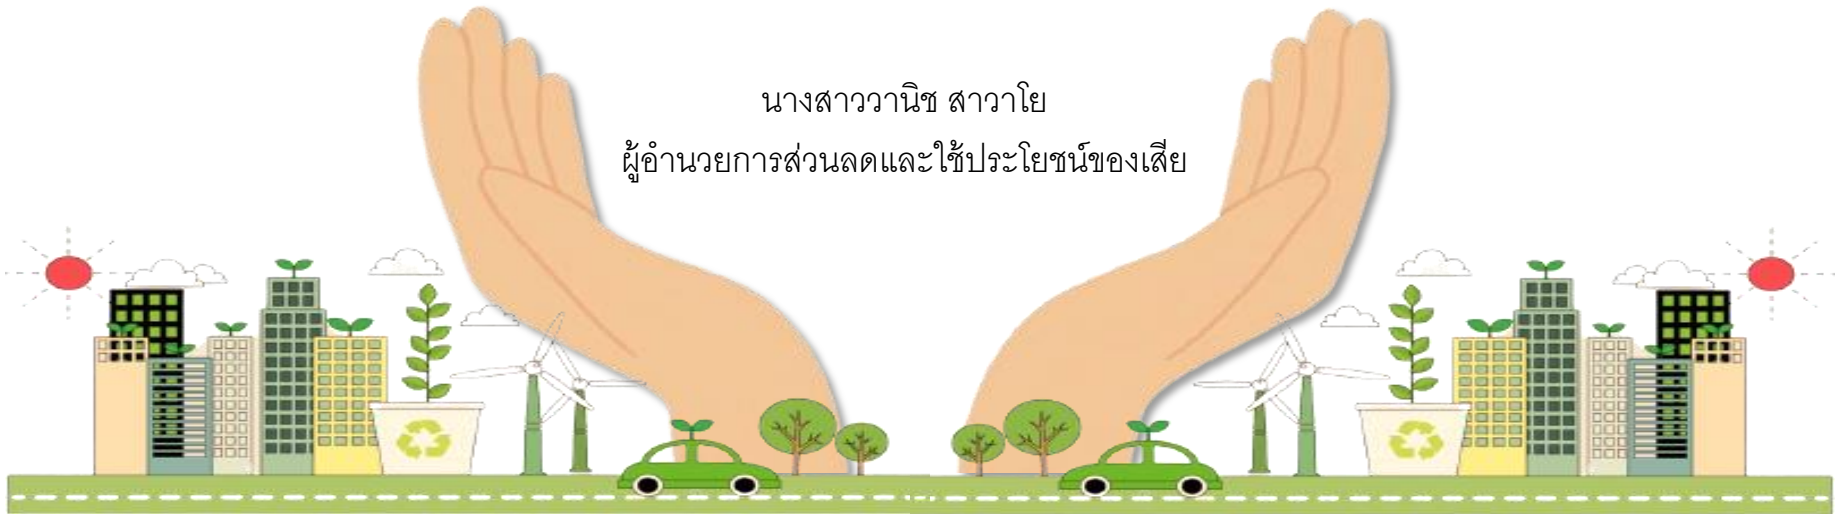 นางสาววานิช สาวาโย
ผู้อำนวยการส่วนลดและใช้ประโยชน์ของเสีย